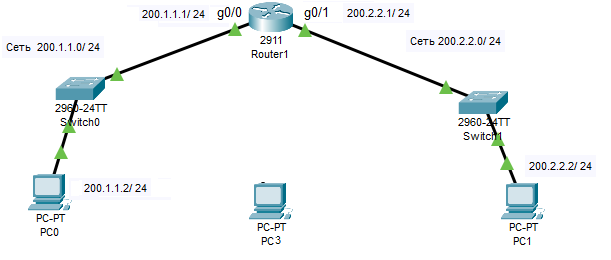 200.1.1.1/ 24
g0/0
g0/1
200.2.2.1/ 24
2911
Router1
Сеть 200.1.1.0/ 24
Сеть 200.2.2.0/ 24
2960-24TT
Switch0
2960-24TT
Switch1
200.1.1.2/ 24
200.2.2.2/ 24
PC-PT
PC0
PC-PT
PC3
PC-PT
PC1